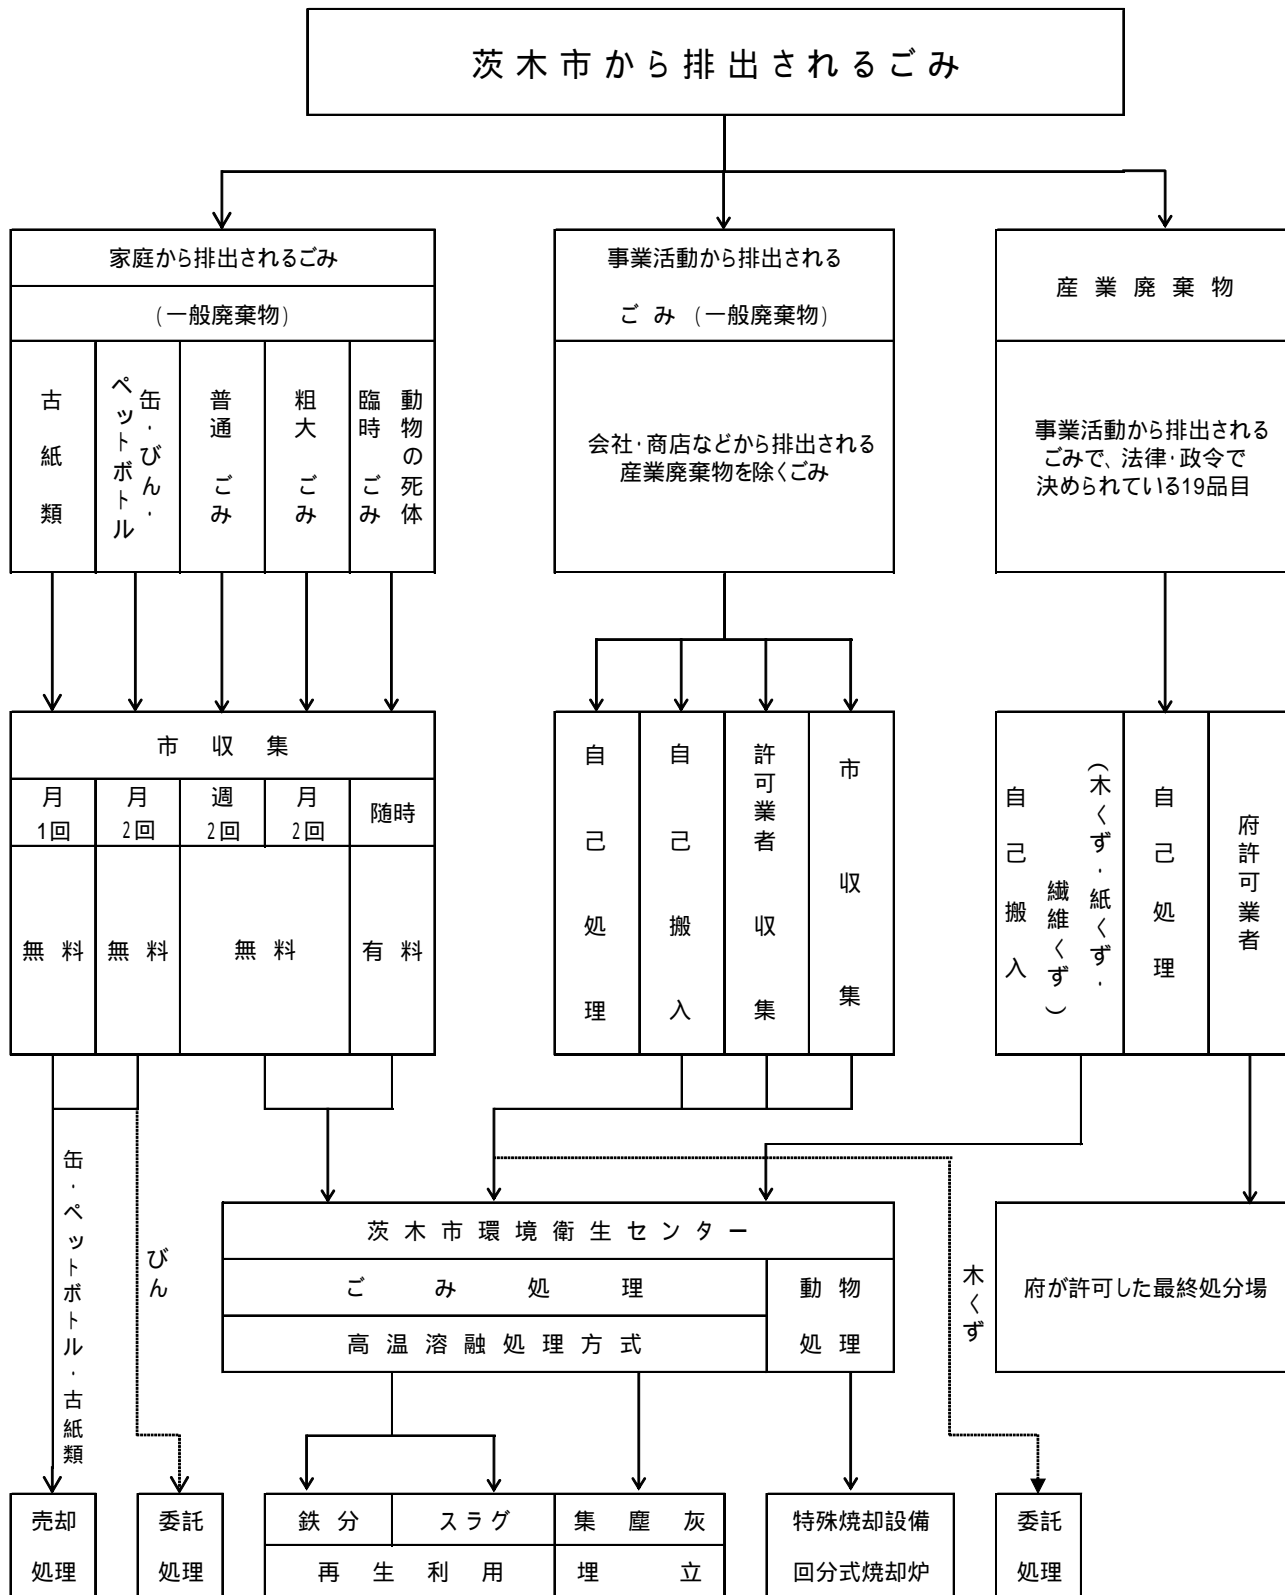 茨木市から排出されるごみ
家庭から排出されるごみ
(一般廃棄物)
古紙類
缶・びん・
ペットボトル
普通ごみ
粗大ごみ
動物の死体
臨時ごみ
事業活動から排出される
ごみ(一般廃棄物)
会社・商店などから排出される
産業廃棄物を除くごみ
産業廃棄物
事業活動から排出される
ごみで、法律・政令で
決められている19品目
市収集
月
1回
月
2回
週
2回
月
2回
随時
無料
無料
無料
有料
自己処理
自己搬入
許可業者収集
市収集
(木くず・紙くず・
繊維くず)
自己搬入
自己処理
府許可業者
缶・ペットボトル・古紙類
びん
茨木市環境衛生センター
ごみ処理
高温溶融処理方式
動物
処理
木くず
府が許可した最終処分場
売却
処理
委託
処理
鉄分
スラグ
再生利用
集塵灰
埋立
特殊焼却設備
回分式焼却炉
委託
処理